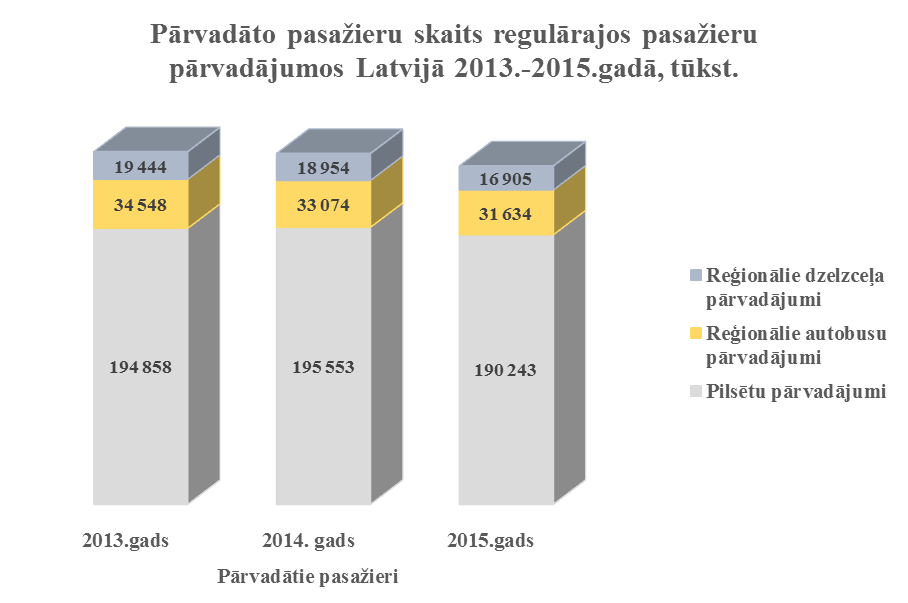 Pārvadāto pasažieru skaits regulārajos pasažieru
pārvadājumos Latvijā 2013.-2015.gadā, tūkst.
19 444
18 954
16 905
34 548
33 074
31 634
194 858
195 553
190 243
Reģionālie dzelzceļa
pārvadājumi
Reģionālie autobusu
pārvadājumi
Pilsētu pārvadājumi
2013.gads
2014. gads
2015.gads
Pārvadātie pasažieri